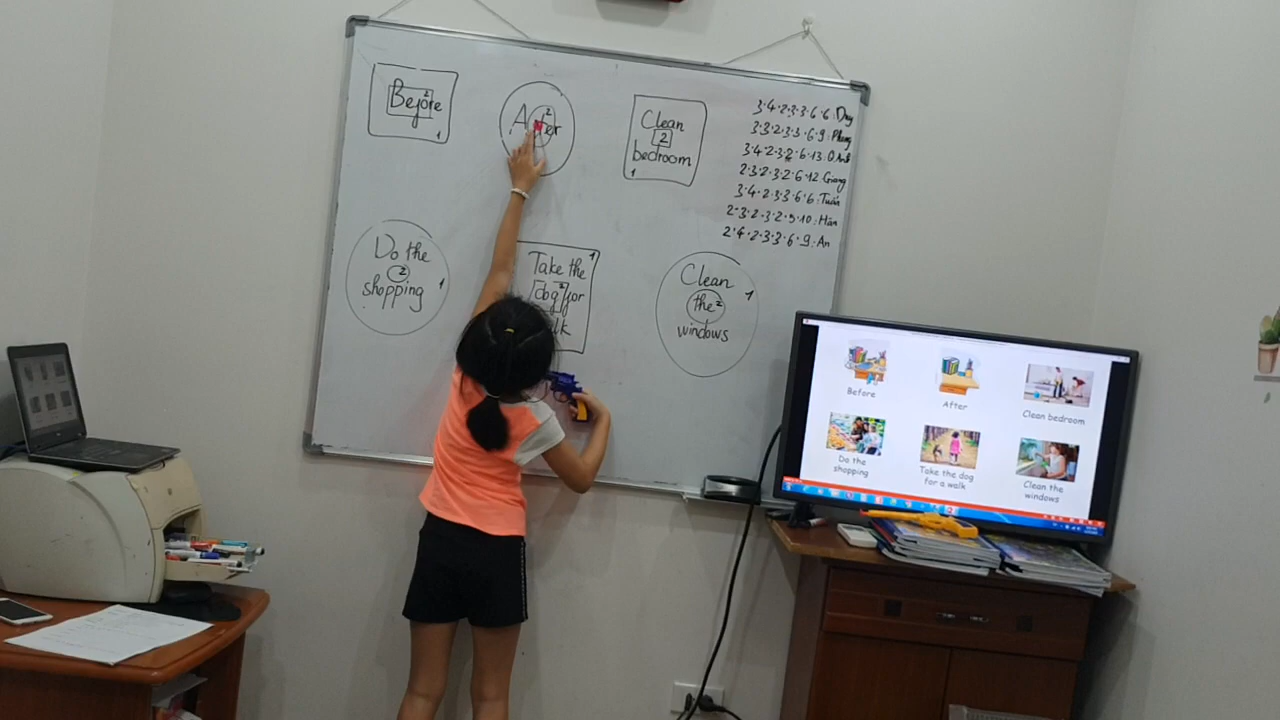 Before
2
1
After
2
Clean
2
bedroom
1
3.4.2.3.3.6.6: Duy
3.3.2.3.3.6.9: Phong
3.4.2.3.2.6.13: D.Anh
2.3.2.3.2.6.12: Giang
3.4.2.3.3.6.6: Tuấn
2.3.2.3.2.5.10: Hân
2.4.2.3.3.6.9: An
Do the
2
shopping
1
Take the
1
dog for
2
Clean
the
2
windows
1
Before
After
Clean bedroom
Do the
shopping
Take the dog
for a walk
Clean the
windows